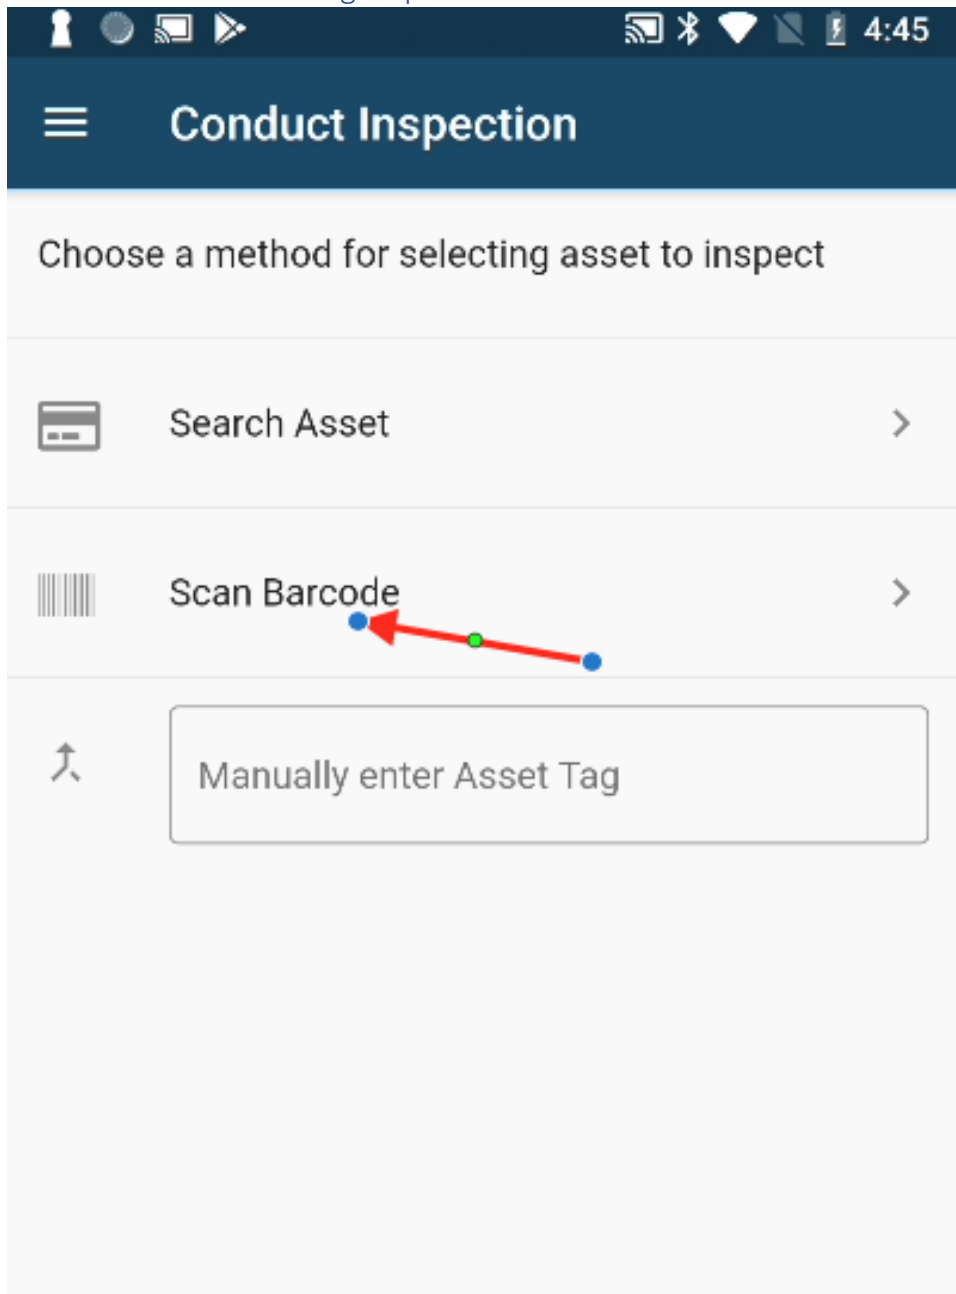 4:45
Conduct Inspection
Choose a method for selecting asset to inspect
Search Asset
Scan Barcode
Manually enter Asset Tag